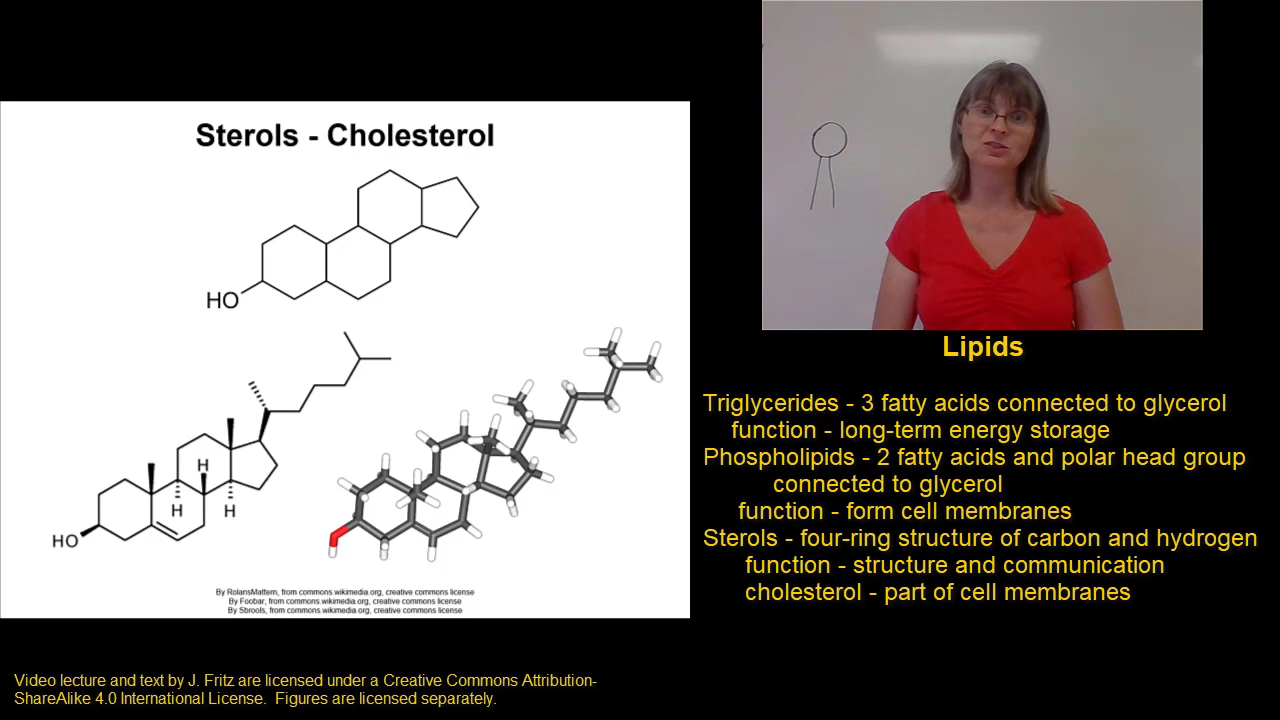 Sterols - Cholesterol
HO
HO
H
H
H
By RolansMattern, from commons.wikimedia.org, creative commons license
By Foobar, from commons.wikimedia.org, creative commons license
By Sbrools, from commons.wikimedia.org, creative commons license
Lipids
Triglycerides - 3 fatty acids connected to glycerol
function - long-term energy storage
Phospholipids - 2 fatty acids and polar head group
connected to glycerol
function - form cell membranes
Sterols - four-ring structure of carbon and hydrogen
function - structure and communication
cholesterol - part of cell membranes
Video lecture and text by J. Fritz are licensed under a Creative Commons Attribution-
ShareAlike 4.0 International License.  Figures are licensed separately.